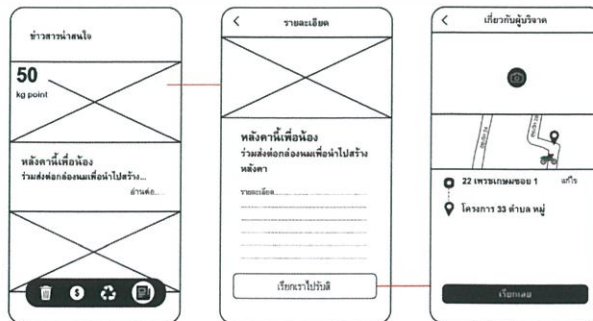 ข่าวสารน่าสนใจ
50
kg point
หลังคานี้เพื่อน้อง
ร่วมส่งต่อกล่องนมเพื่อนำไปสร้าง...
อ่านต่อ...
รายละเอียด
หลังคานี้เพื่อน้อง
ร่วมส่งต่อกล่องนมเพื่อนำไปสร้าง
หลังคา
รายละเอียด
เรียกเราไปรับสิ
เกี่ยวกับผู้บริจาค
22 เพชรเกษมซอย 1
แก้ไข
โครงการ 33 ตำบล หมู่
เรียกเลย